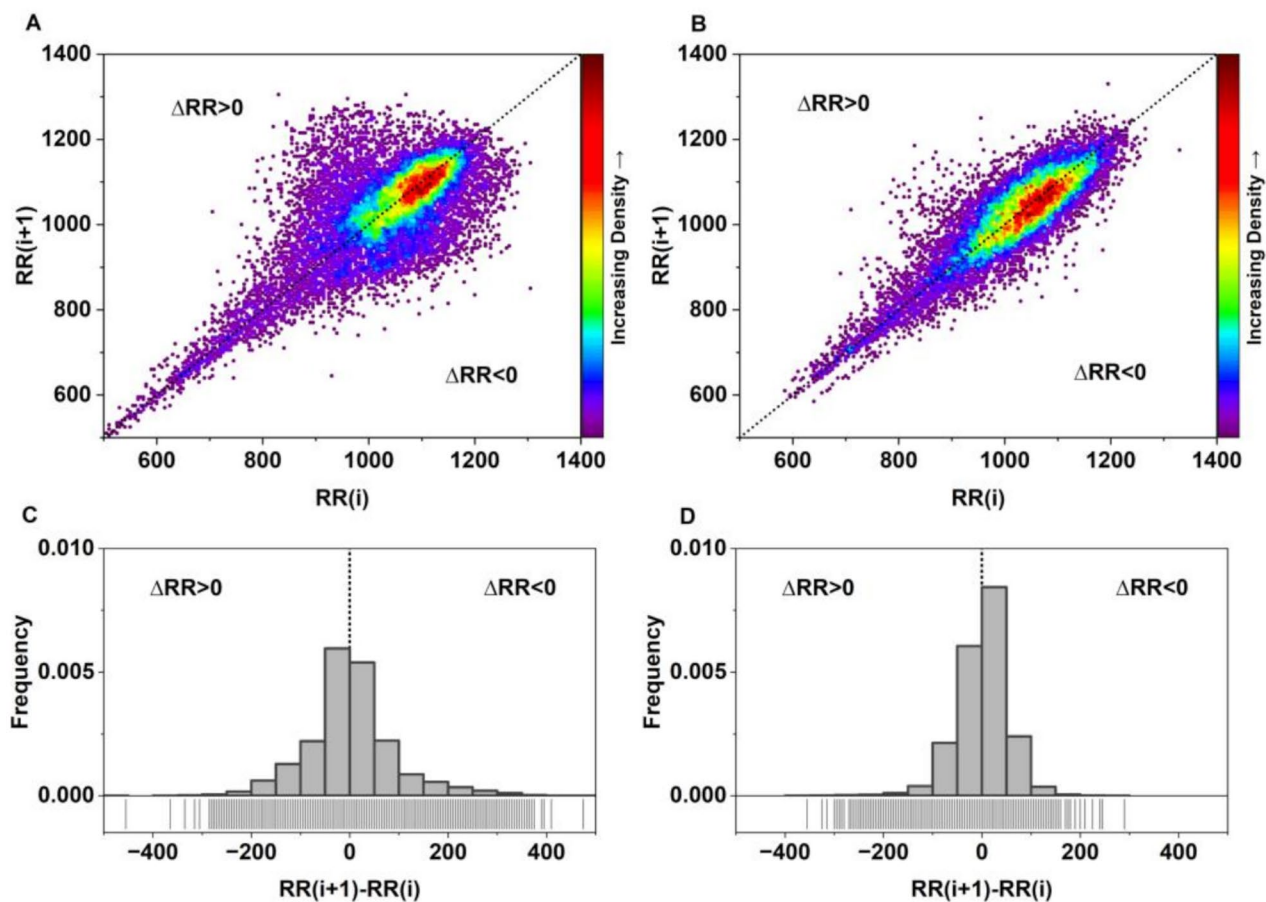 A
B
1400
1200
1000
800
600
RR(i+1)
ΔRR>0
ΔRR<0
600 800 1000 1200 1400
RR(i)
Increasing Density →
1400
1200
1000
800
600
RR(i+1)
ΔRR>0
ΔRR<0
600 800 1000 1200 1400
RR(i)
Increasing Density →
C
D
0.010
0.005
0.000
Frequency
ΔRR>0 ΔRR<0
−400 −200 0 200 400
RR(i+1)-RR(i)
0.010
0.005
0.000
Frequency
ΔRR>0 ΔRR<0
−400 −200 0 200 400
RR(i+1)-RR(i)